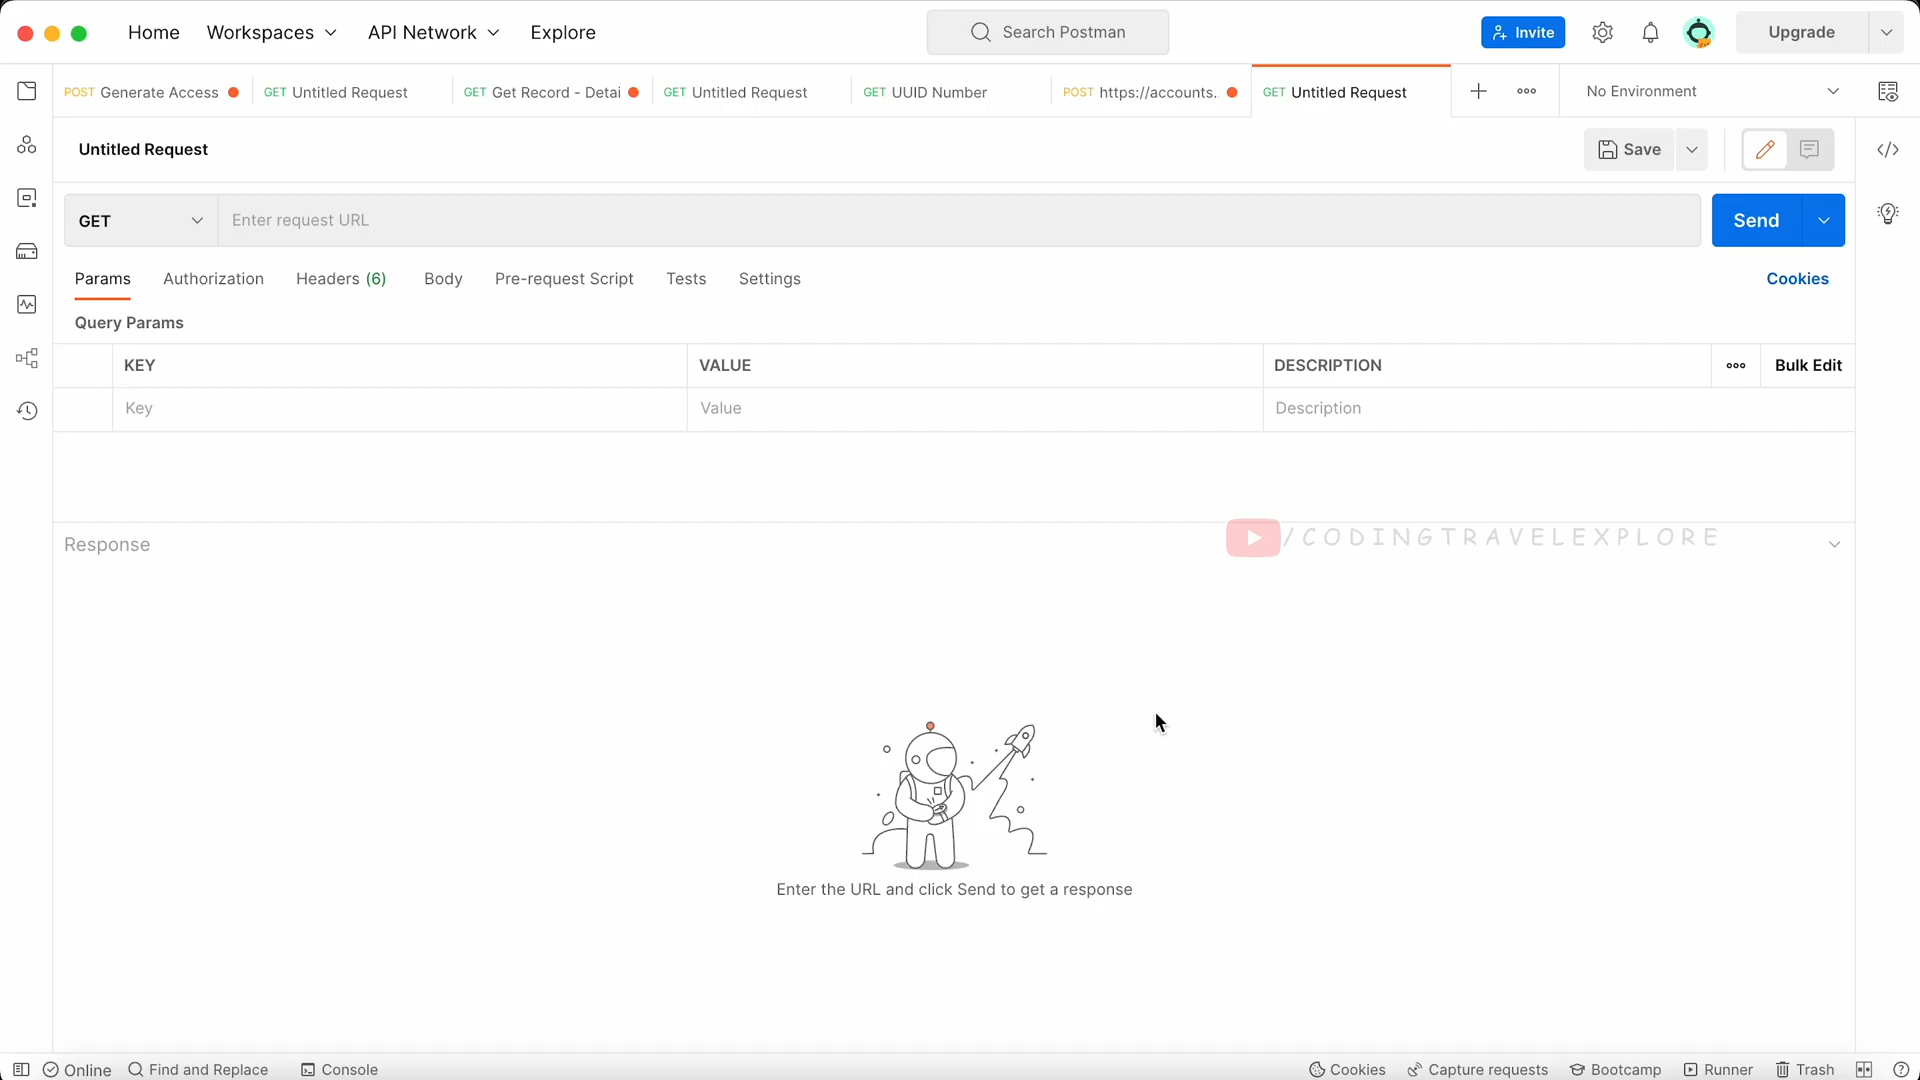 Home Workspaces API Network Explore Search Postman Invite Upgrade
POST Generate Access GET Untitled Request GET Get Record - Detai GET Untitled Request GET UUID Number POST https://accounts. GET Untitled Request No Environment
Untitled Request Save
GET Enter request URL Send
Params Authorization Headers (6) Body Pre-request Script Tests Settings Cookies
Query Params
KEY VALUE DESCRIPTION Bulk Edit
Key Value Description
/CODINGTRAVELEXPLORE
Response
Enter the URL and click Send to get a response
Online Find and Replace Console Cookies Capture requests Bootcamp Runner Trash